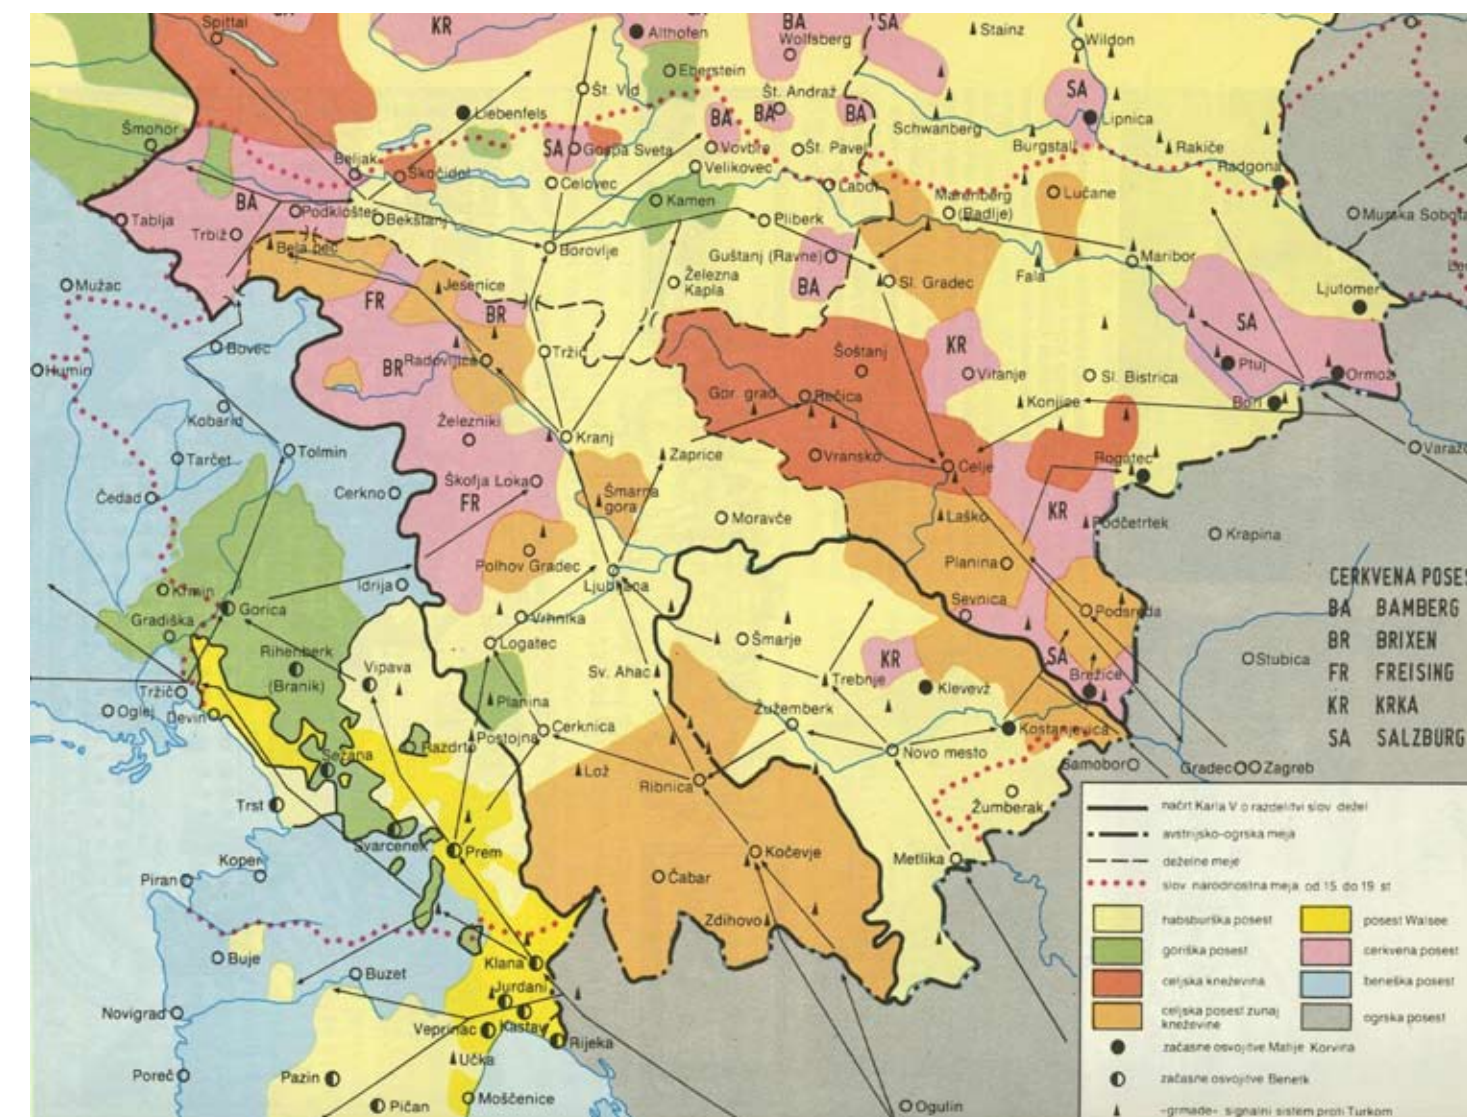 Spittal
KR
Althofen
BA
Wolfsberg
SA
Stainz
Wildon
Eberstein
Št. Vid
Št. Andraž
SA
Liebenfels
BA
BA
BA
Lipnica
Schwanberg
Šmohor
Burgstall
Rakiče
Beljak
SA
Gospa Sveta
Vovbre
Št. Pavel
Radgona
Škočidol
Velikovec
Celovec
Labot
Lučane
BA
Kamen
Marenberg
(Radlje)
Podklošter
Bekštanj
Pliberk
Murska Sobota
Tablja
Trbiž
Bela peč
Borovlje
Guštanj (Ravne)
Fala
Maribor
Mužac
Železna
Kapla
BA
Sl. Gradec
Jesenice
FR
BR
Ljutomer
SA
Bovec
Tržič
Šoštanj
KR
Humin
BR
Radovljica
Vitanje
Sl. Bistrica
Ptuj
Ormož
Gor. grad
Rečica
Konjice
Borl
Kobarid
Železniki
Kranj
Tarčet
Tolmin
Zaprice
Vransko
Celje
Rogatec
Čedad
Cerkno
Škofja Loka
FR
Šmarna
gora
Moravče
Laško
KR
Podčetrtek
Krapina
Polhov Gradec
Planina
Idrija
Ljubljana
CERKVENA POSES
Krmin
Gorica
Sevnica
Podsreda
BA BAMBERG
Gradiška
Vrhnika
Logatec
Šmarje
BR BRIXEN
Rihenberk
(Branik)
Vipava
Sv. Ahac
KR
SA
Stubica
FR FREISING
Trebnje
Klevevž
Brežice
Tržič
Planina
KR KRKA
Oglej
Devin
Cerknica
Žužemberk
Kostanjevica
Razdrto
Postojna
Novo mesto
SA SALZBURG
Sežana
Lož
Ribnica
Samobor
Gradec
Zagreb
Trst
Žumberak
Švarcenek
Prem
Kočevje
Metlika
Koper
Piran
Čabar
Zdihovo
Buje
Klana
Buzet
Jurdani
Novigrad
Veprinac
Kastav
Rijeka
Učka
Poreč
Pazin
Moščenice
Pičan
Ogulin
načrt Karla V o razdelitvi slov. dežel
avstrijsko-ogrska meja
deželne meje
slov. narodnostna meja od 15. do 19. st.
habsburška posest
posest Walsee
goriška posest
cerkvena posest
celjska kneževina
beneška posest
celjska posest zunaj
kneževine
ogrska posest
začasne osvojitve Matije Korvina
začasne osvojitve Benetk
»grmade« signalni sistem proti Turkom